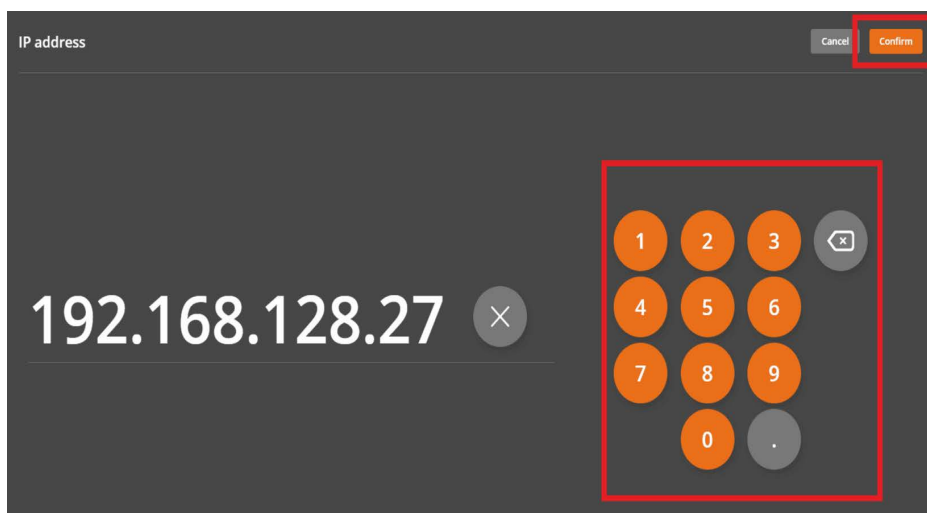 IP address
Cancel
Confirm
192.168.128.27
1 2 3
4 5 6
7 8 9
0 .